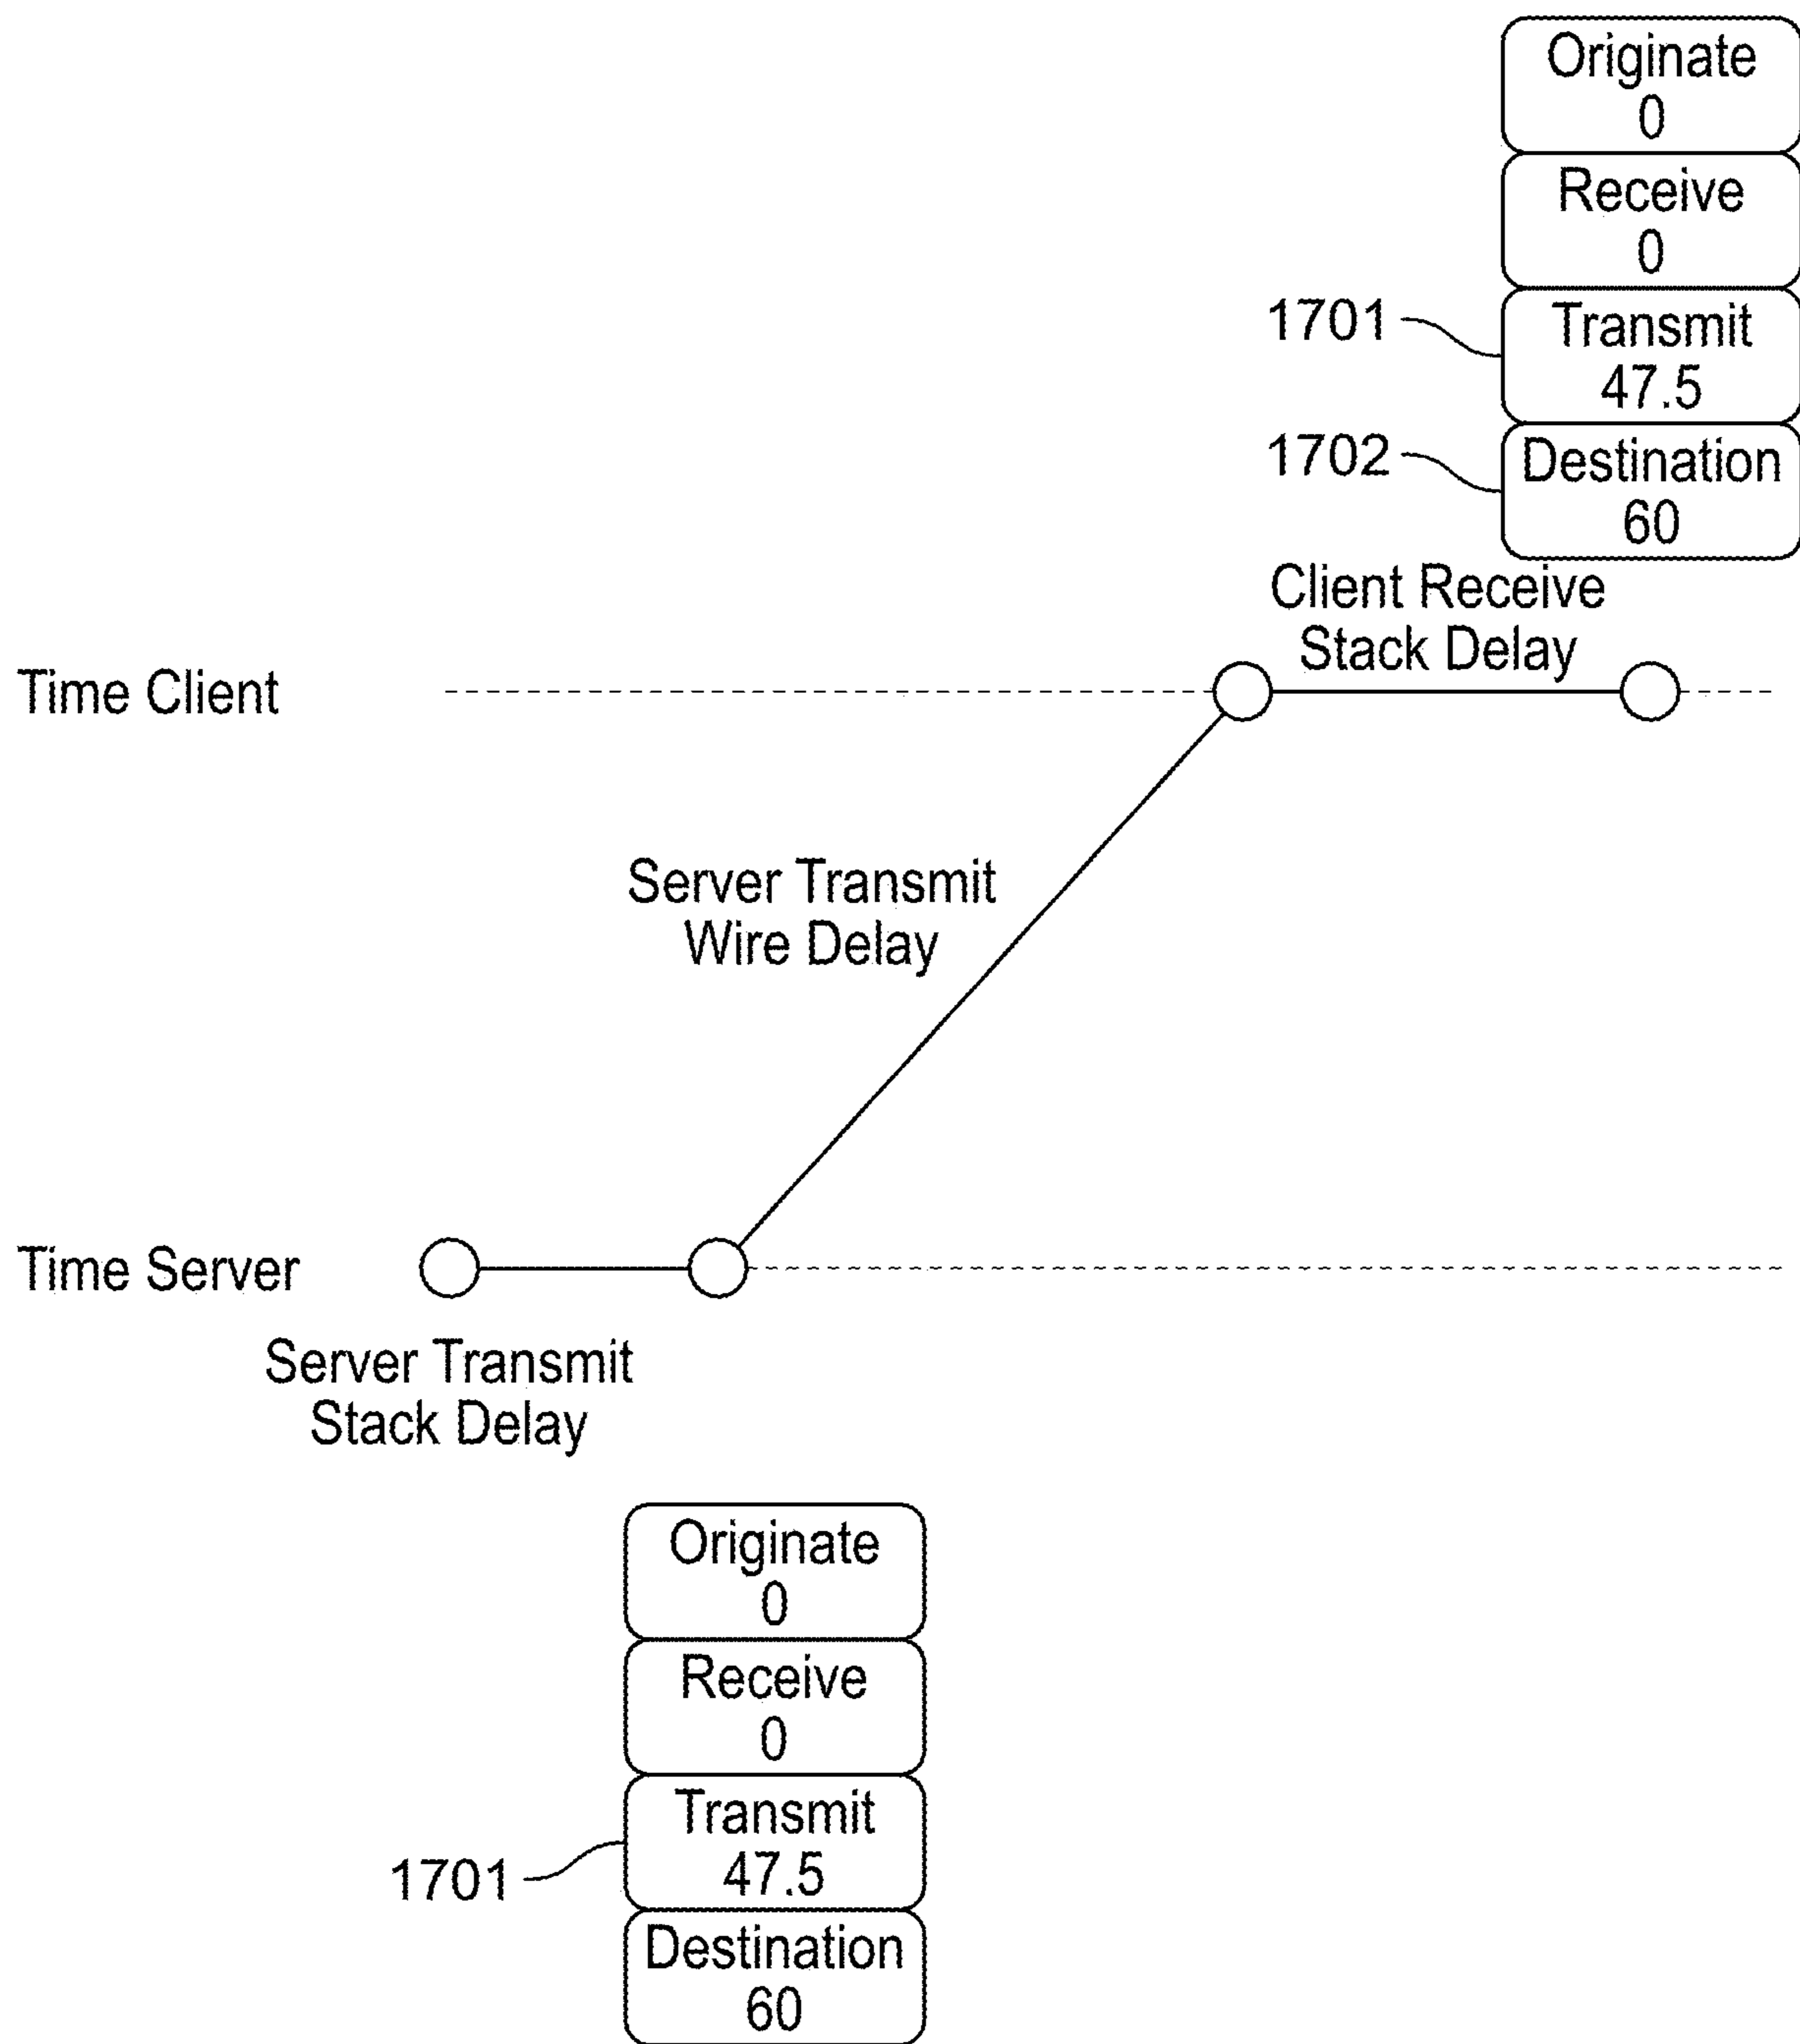 Originate
0
Receive
0
1701
Transmit
47.5
1702
Destination
60
Client Receive
Stack Delay
Time Client
Server Transmit
Wire Delay
Time Server
Server Transmit
Stack Delay
Originate
0
Receive
0
Transmit
47.5
1701
Destination
60